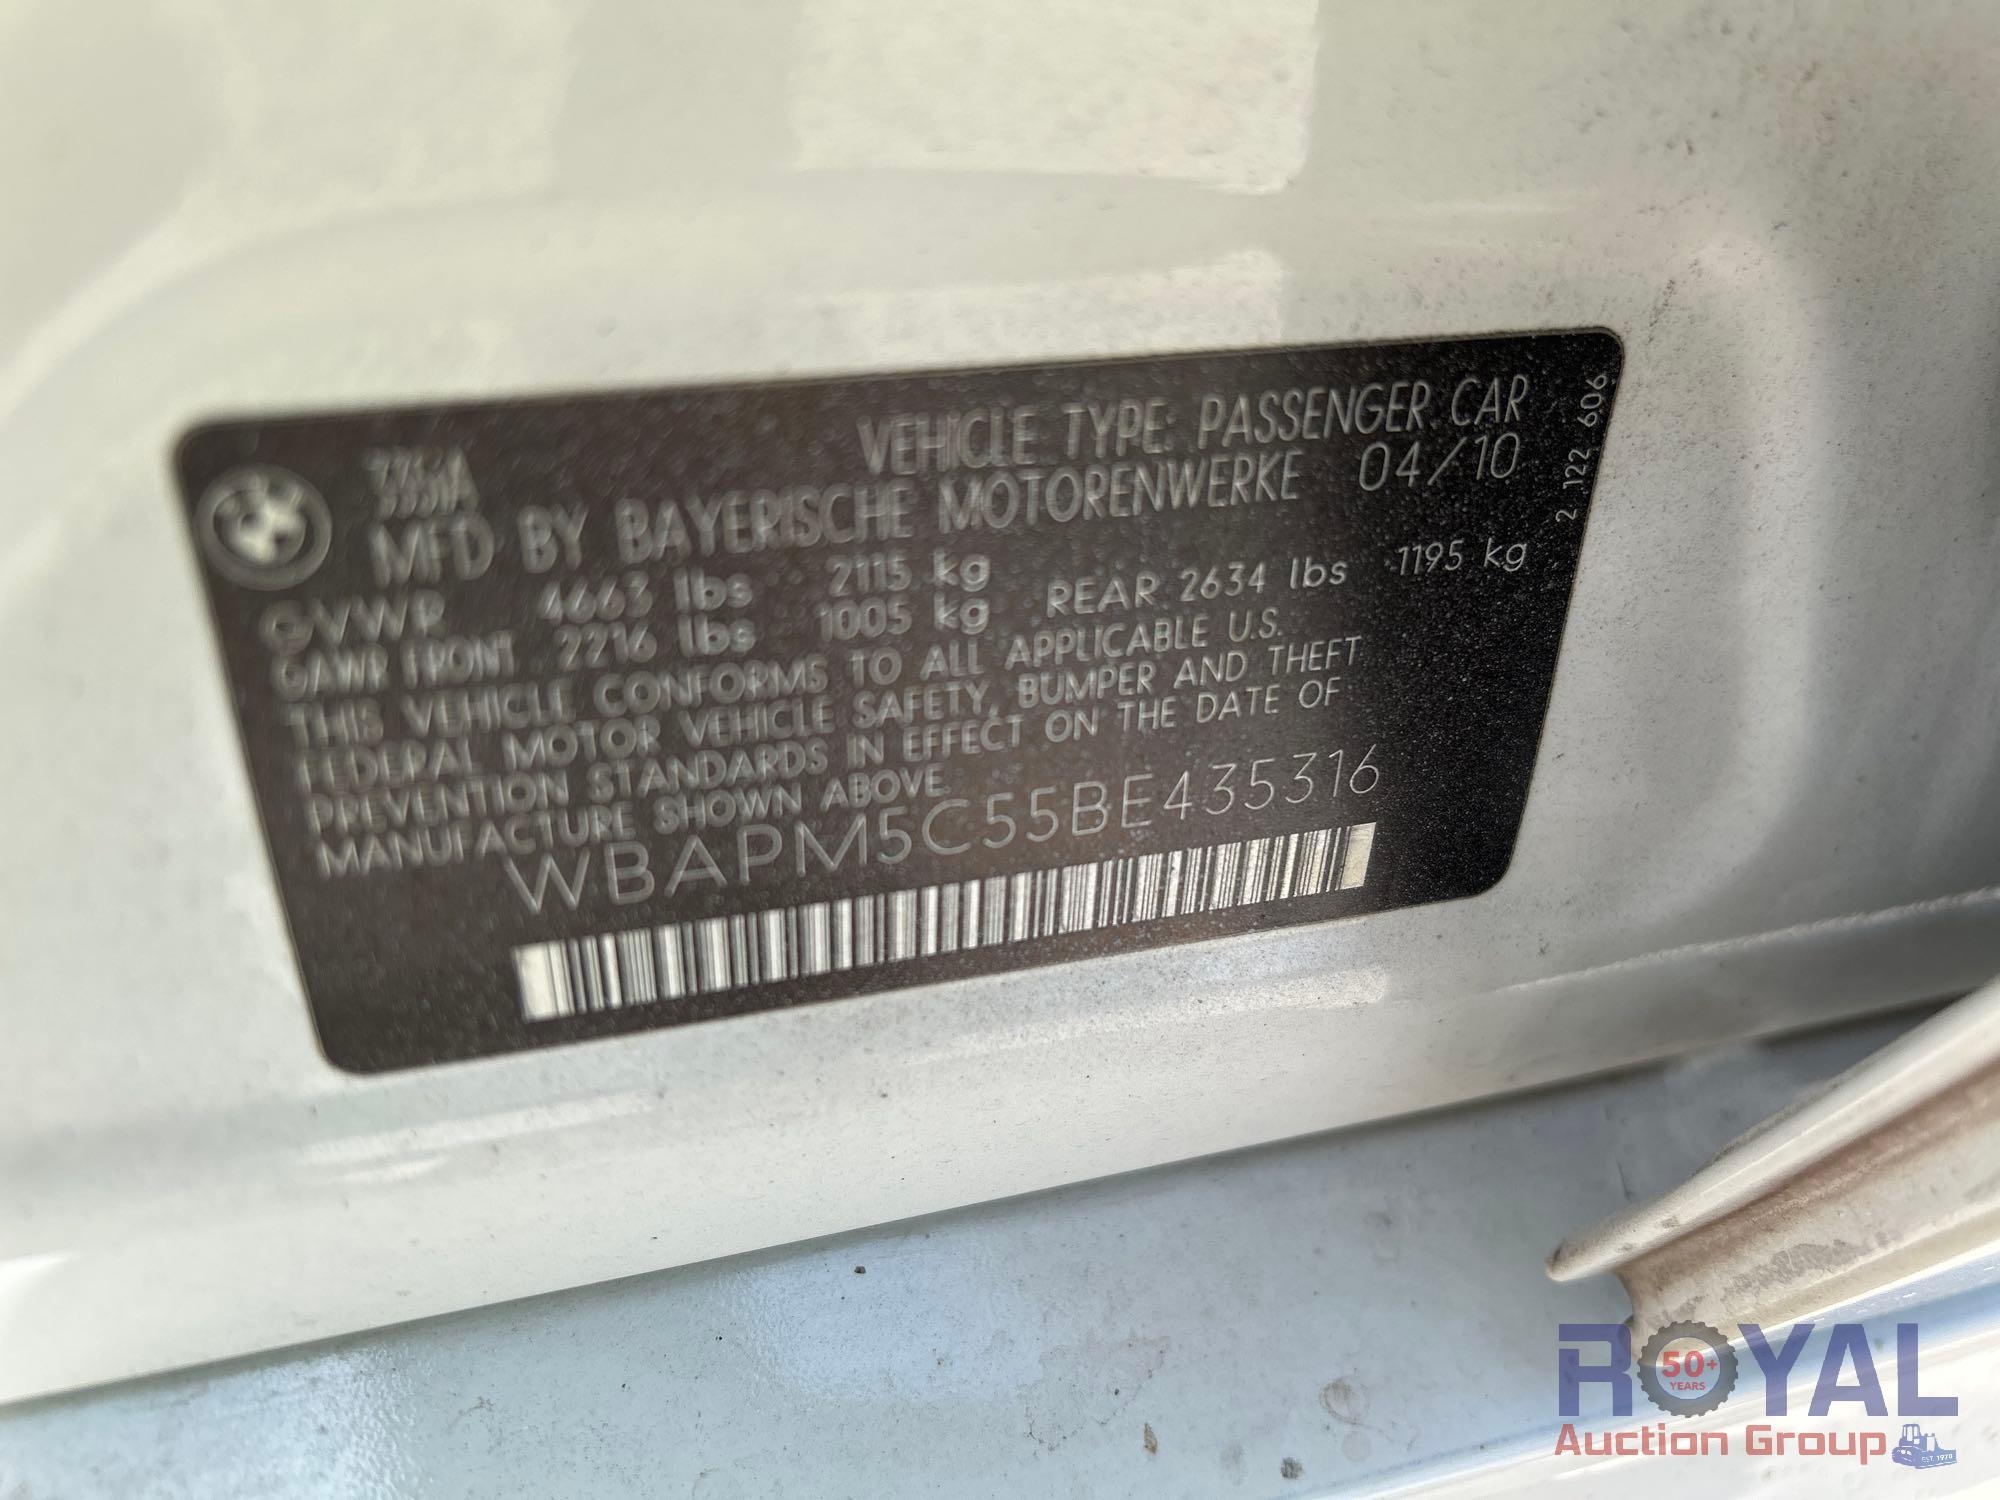 VEHICLE TYPE: PASSENGER CAR
MFD BY BAYERISCHE MOTORENWERKE 04/10
GVWR 4663 lbs 2115 kg
GAWR FRONT 2216 lbs 1005 kg REAR 2634 lbs 1195 kg
THIS VEHICLE CONFORMS TO ALL APPLICABLE U.S.
FEDERAL MOTOR VEHICLE SAFETY, BUMPER AND THEFT
PREVENTION STANDARDS IN EFFECT ON THE DATE OF
MANUFACTURE SHOWN ABOVE.
WBAPM5C55BE435316
2 122 606
ROYAL
50+
YEARS
Auction Group
EST. 1970